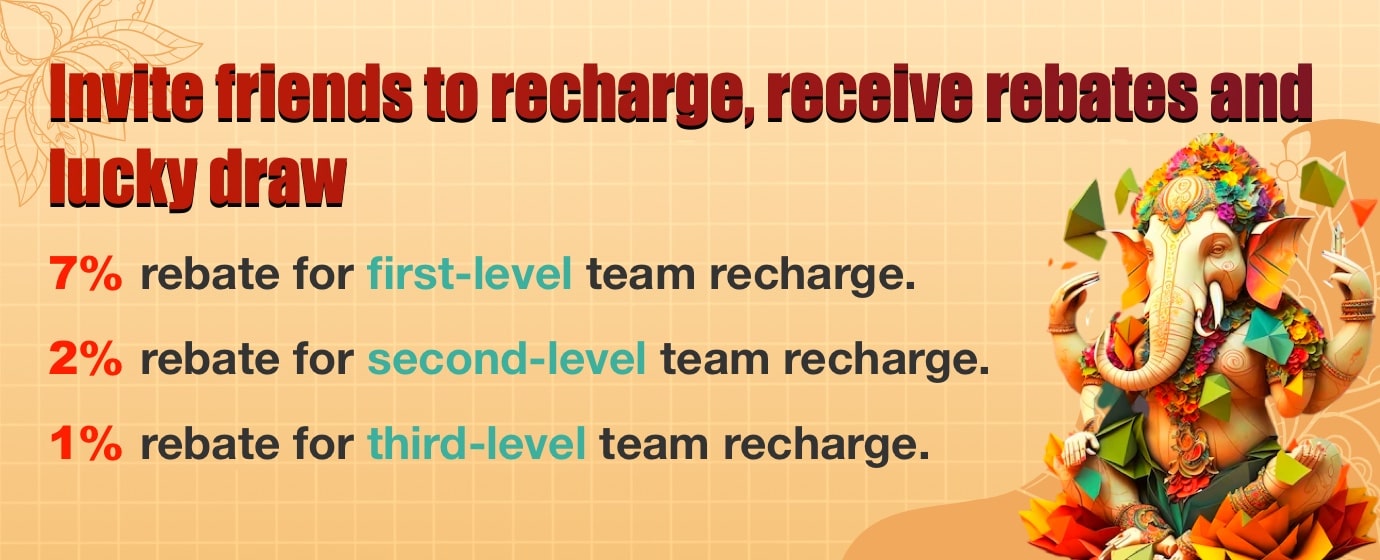 Invite friends to recharge, receive rebates and
lucky draw
7% rebate for first-level team recharge.
2% rebate for second-level team recharge.
1% rebate for third-level team recharge.